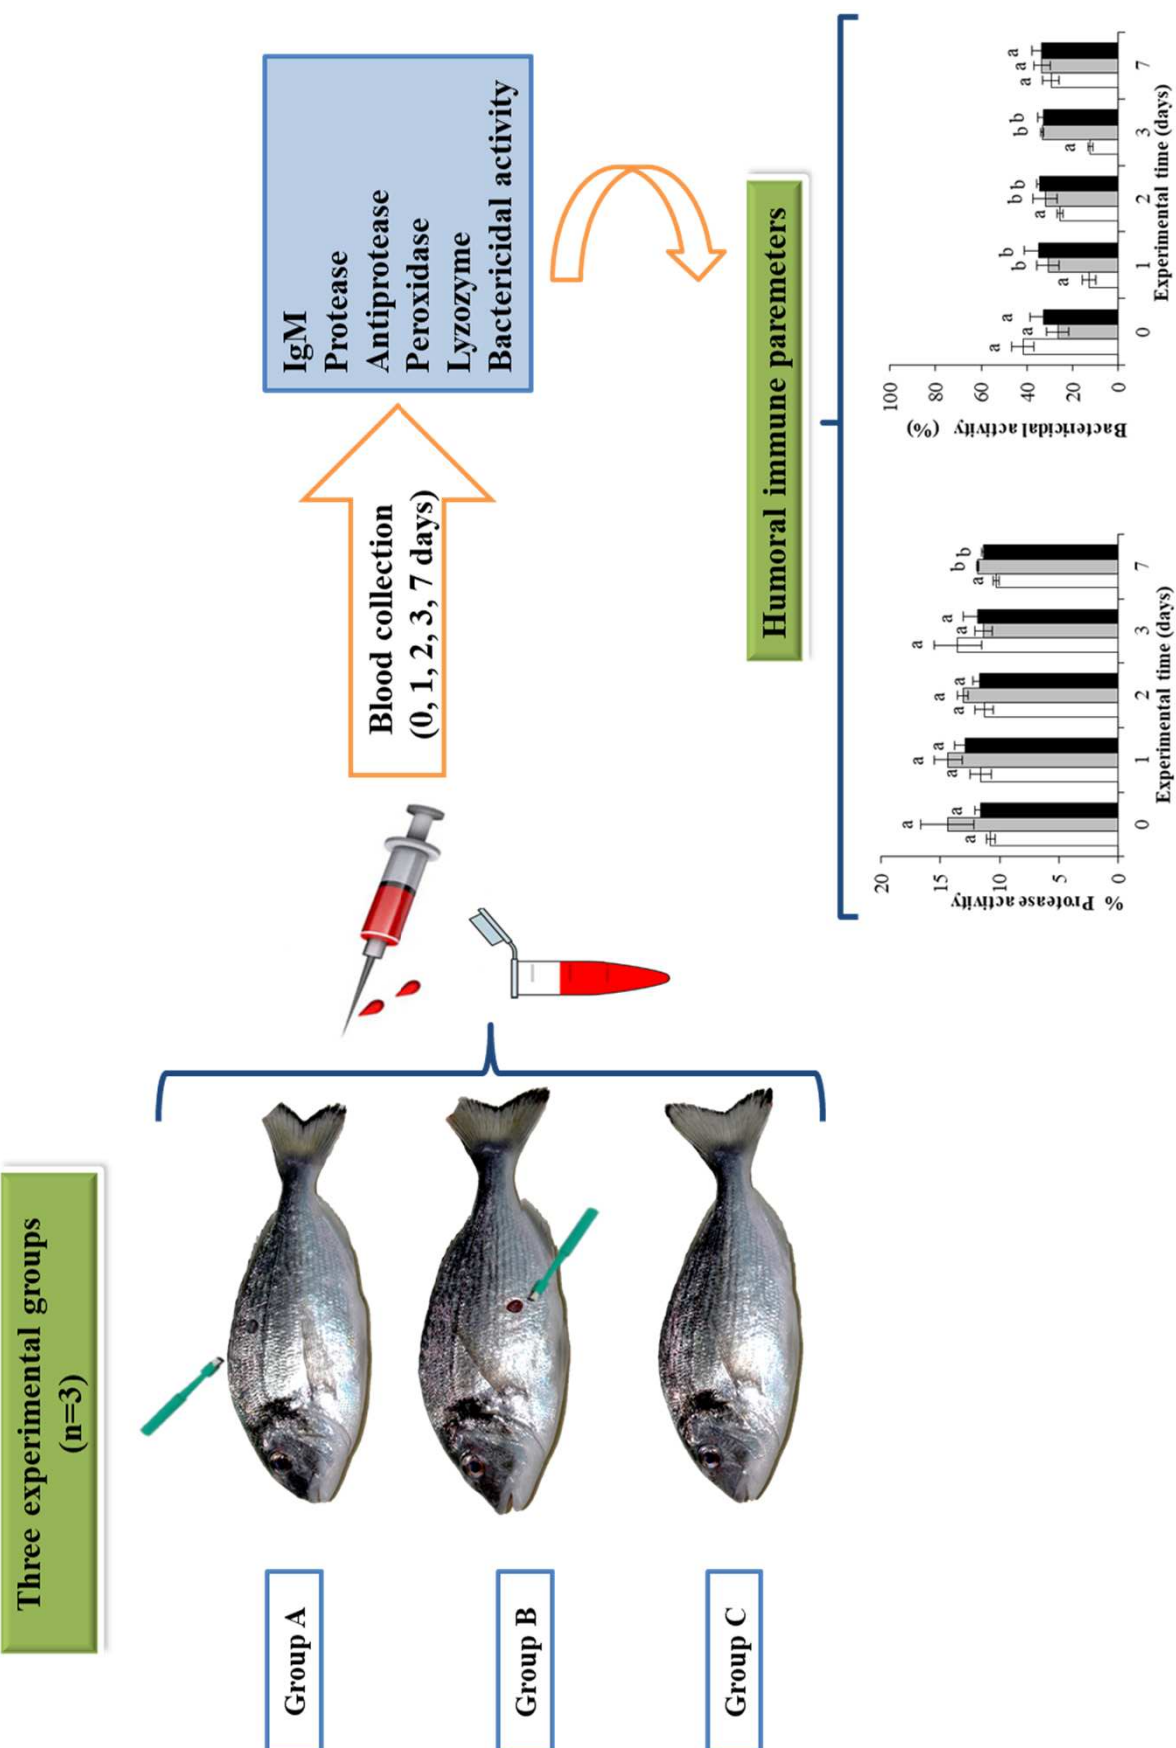 Three experimental groups
(n=3)
Group A
Group B
Group C
Blood collection
(0, 1, 2, 3, 7 days)
IgM
Protease
Antiprotease
Peroxidase
Lyzozyme
Bactericidal activity
Humoral immune paremeters
% Protease activity
20
15
10
5
0
a a a
a a a
a a a
a a a
a b b
0 1 2 3 7
Experimental time (days)
Bactericidal activity (%)
100
80
60
40
20
0
a a a
a b b
a b b
a b b
a a a
0 1 2 3 7
Experimental time (days)